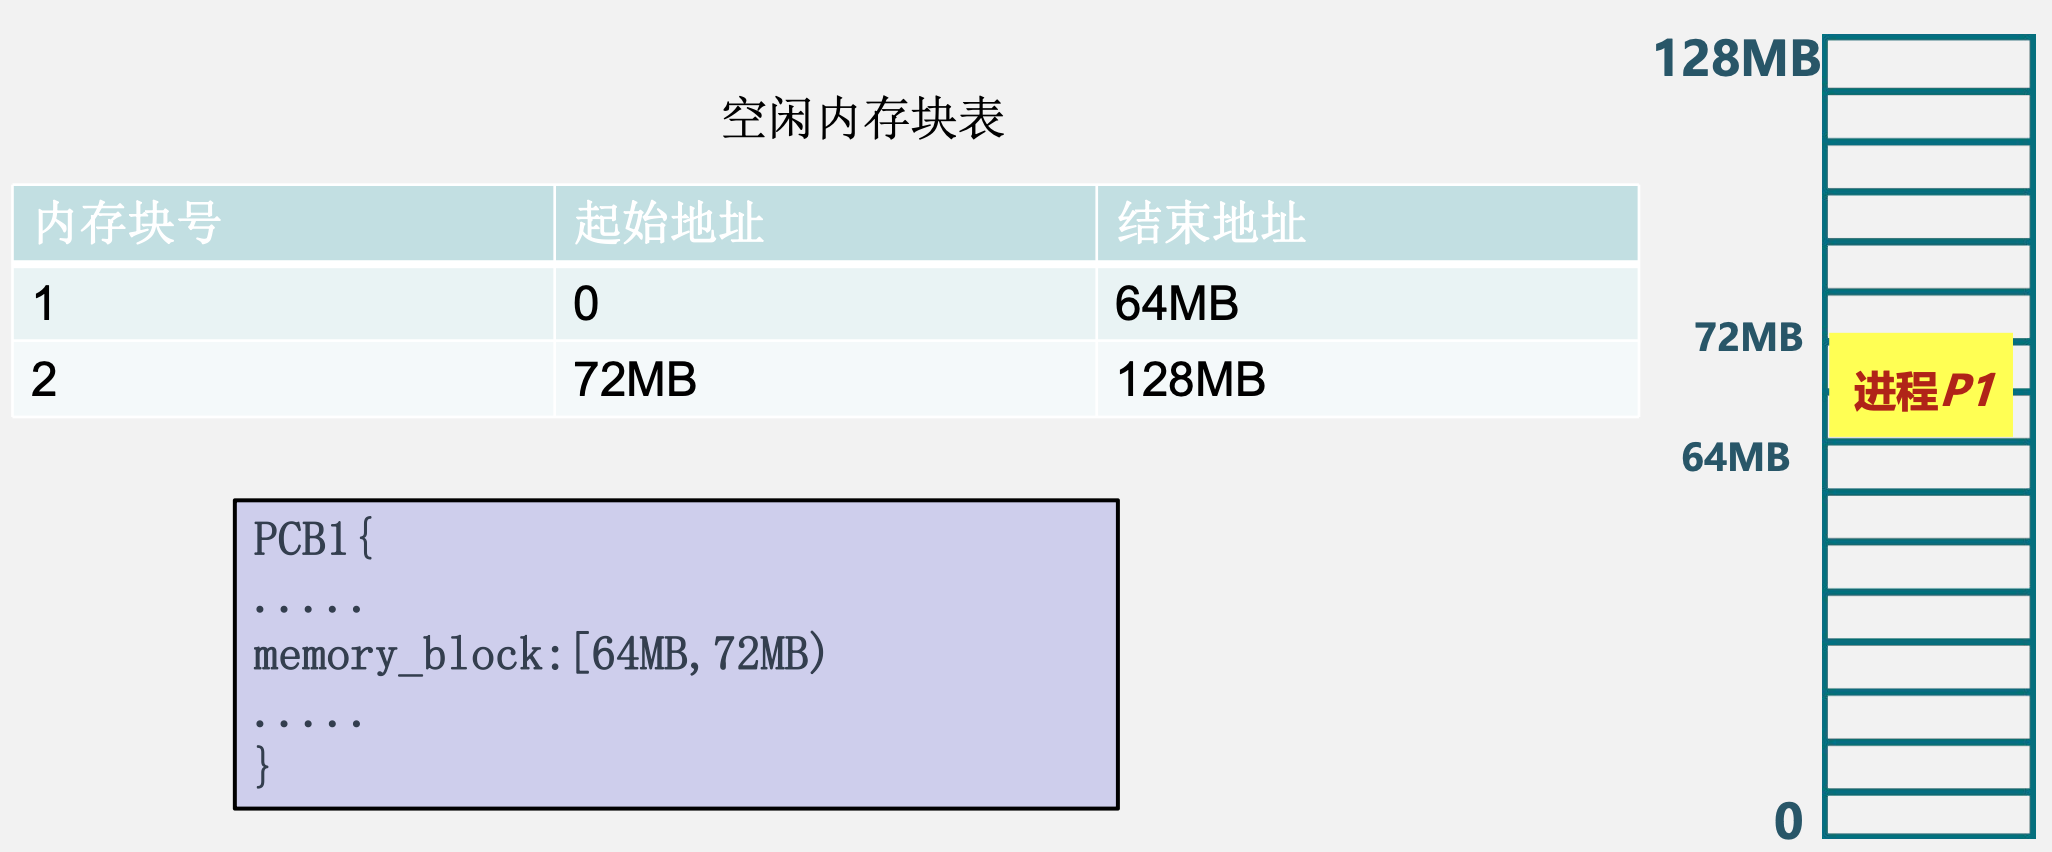 空闲内存块表
内存块号 起始地址 结束地址
1 0 64MB
2 72MB 128MB
PCB1{
.....
memory_block:[64MB,72MB)
.....
}
128MB
72MB
进程P1
64MB
0